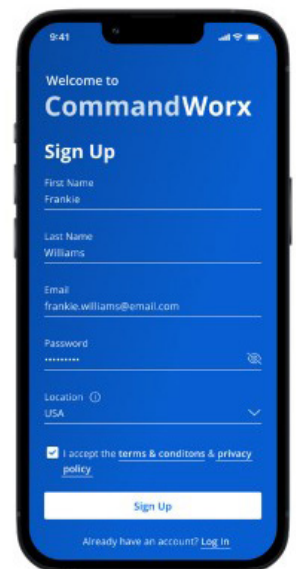 9:41
Welcome to
CommandWorx
Sign Up
First Name
Frankie
Last Name
Williams
Email
frankie.williams@email.com
Password
Location
USA
I accept the terms & conditons & privacy
policy
Sign Up
Already have an account? Log In